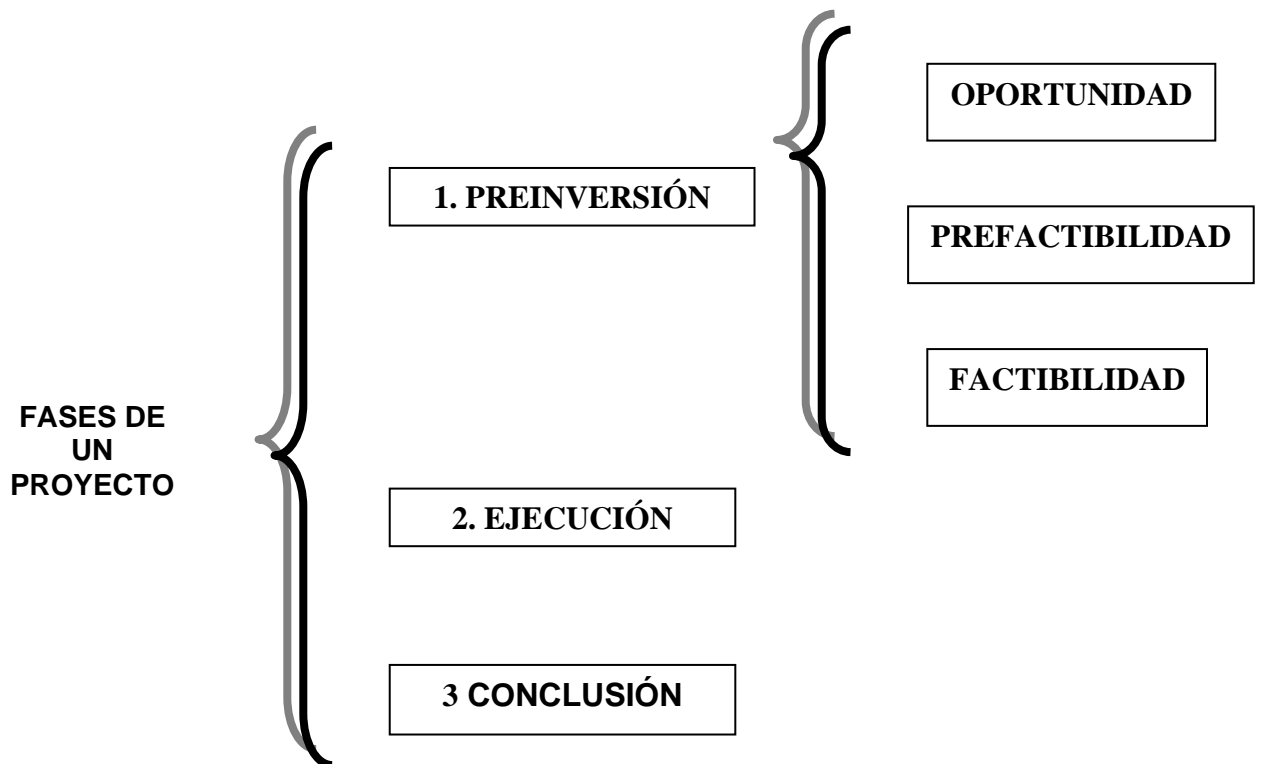 FASES DE
UN
PROYECTO
1. PREINVERSIÓN
OPORTUNIDAD
PREFACTIBILIDAD
FACTIBILIDAD
2. EJECUCIÓN
3 CONCLUSIÓN